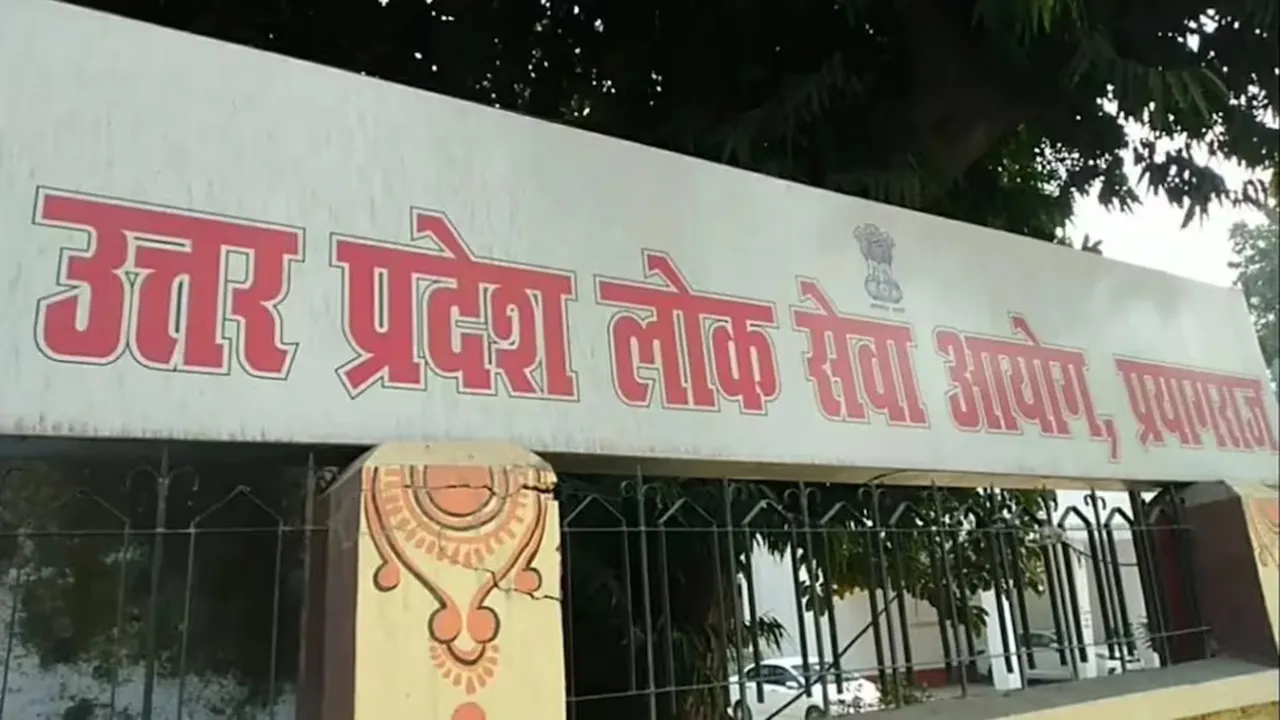 उत्तर प्रदेश लोक सेवा आयोग, प्रयागराज